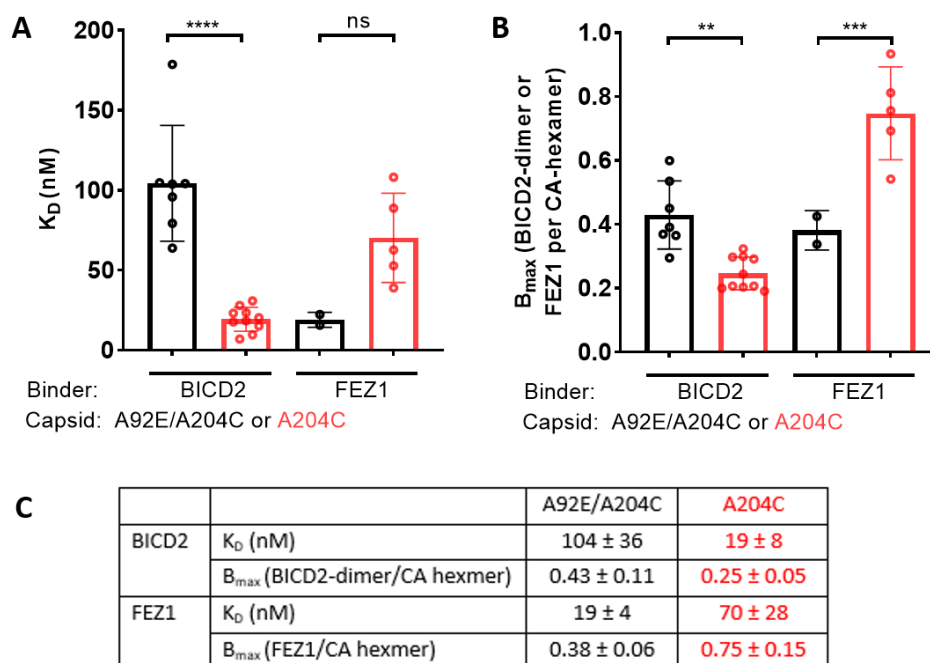 A
B
200
150
100
50
0
K_D (nM)
****
ns
Binder:
BICD2
FEZ1
Capsid: A92E/A204C or A204C
1.0
0.8
0.6
0.4
0.2
0.0
B_max (BICD2-dimer or
FEZ1 per CA-hexamer)
**
***
BICD2
FEZ1
Binder:
Capsid: A92E/A204C or A204C
C
A92E/A204C A204C
BICD2 K_D (nM) 104 ± 36 19 ± 8
B_max (BICD2-dimer/CA hexmer) 0.43 ± 0.11 0.25 ± 0.05
FEZ1 K_D (nM) 19 ± 4 70 ± 28
B_max (FEZ1/CA hexmer) 0.38 ± 0.06 0.75 ± 0.15